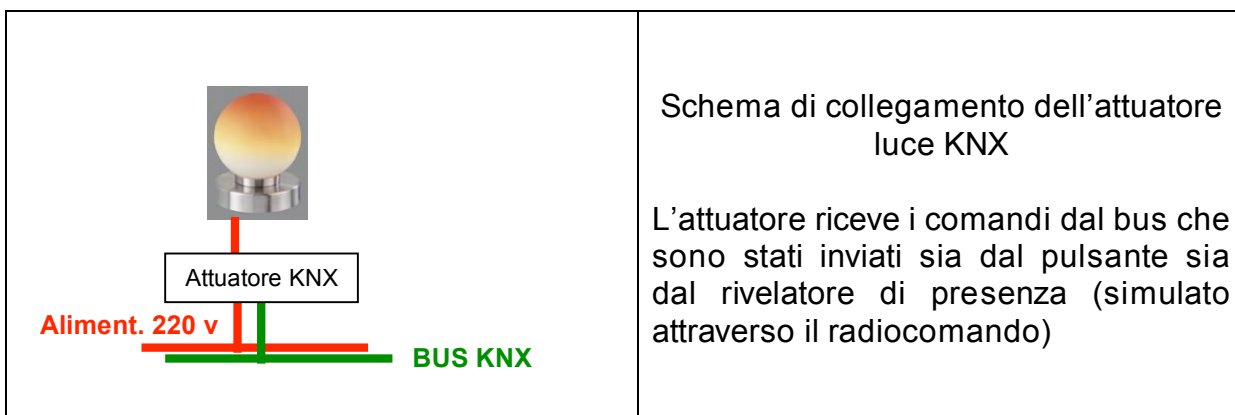 Attuatore KNX
Aliment. 220 v
BUS KNX
Schema di collegamento dell’attuatore
luce KNX
L’attuatore riceve i comandi dal bus che
sono stati inviati sia dal pulsante sia
dal rivelatore di presenza (simulato
attraverso il radiocomando)